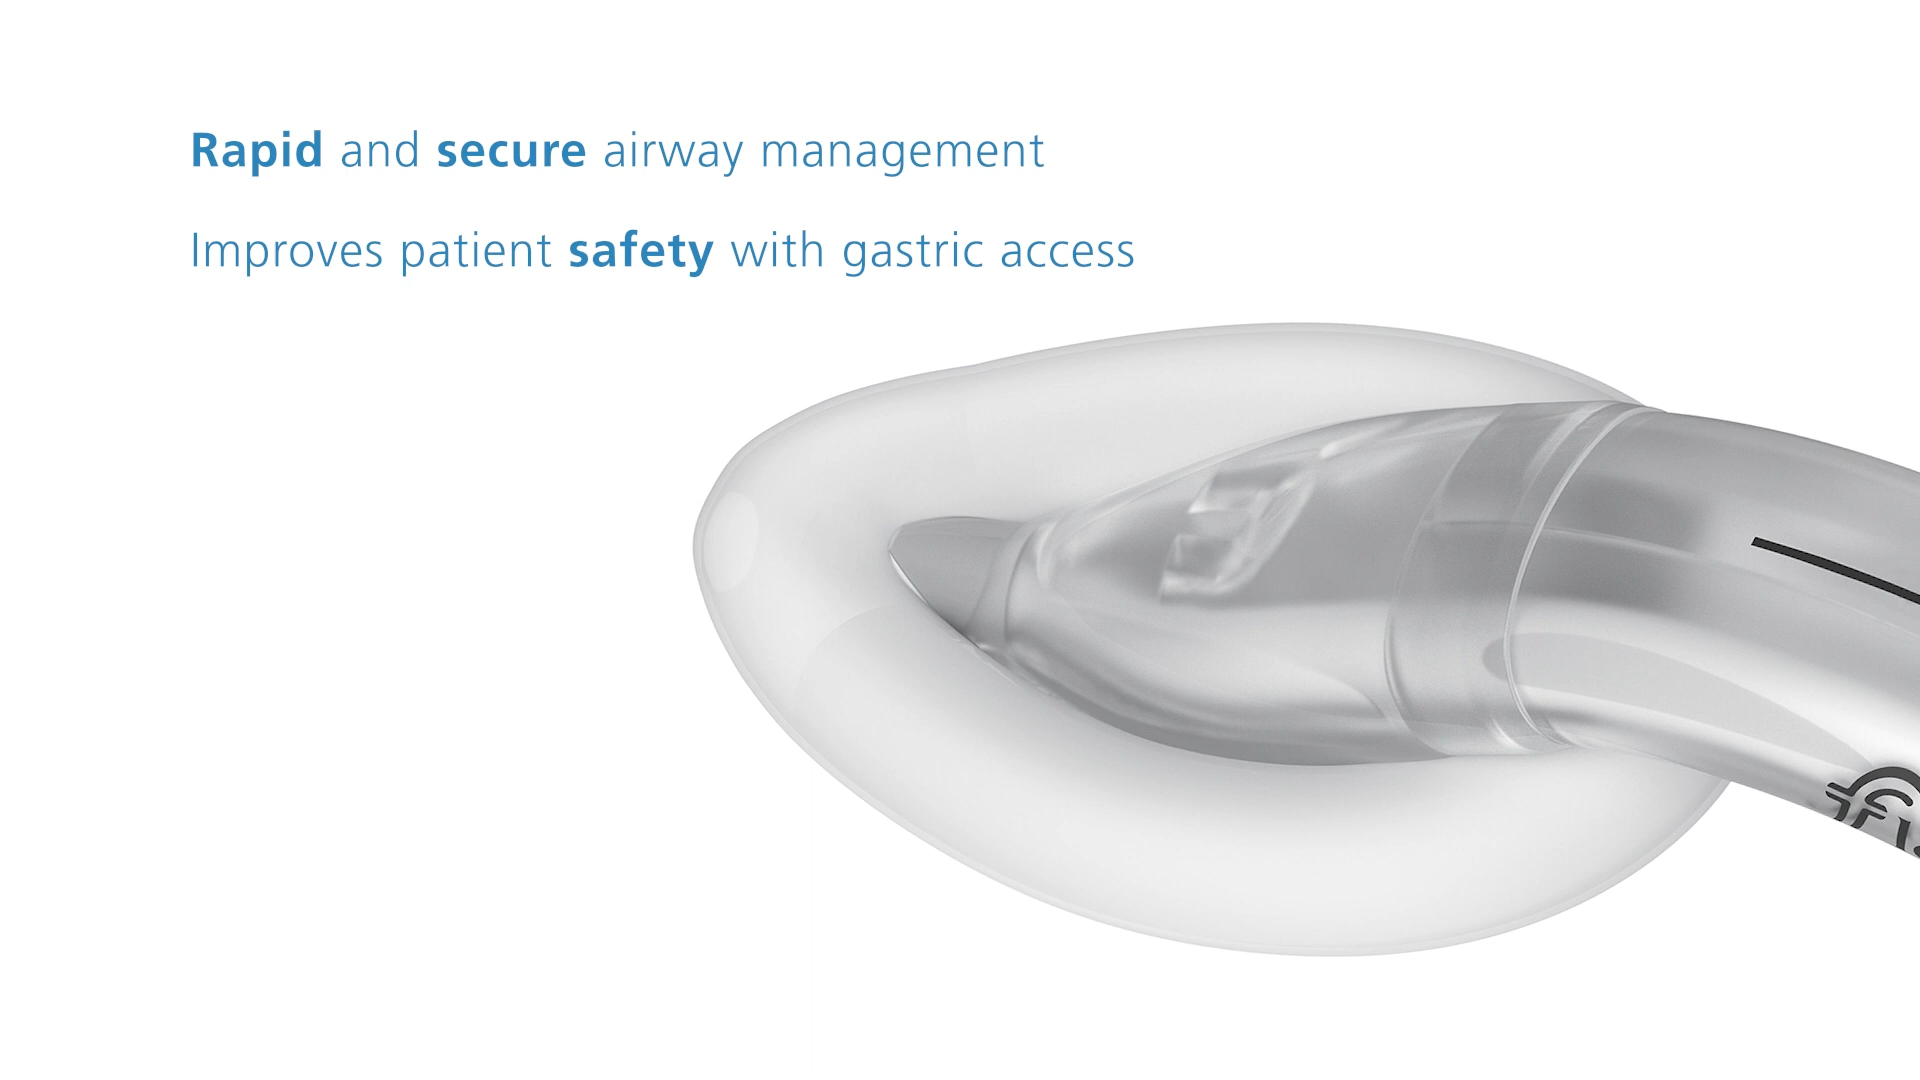 Rapid and secure airway management
Improves patient safety with gastric access